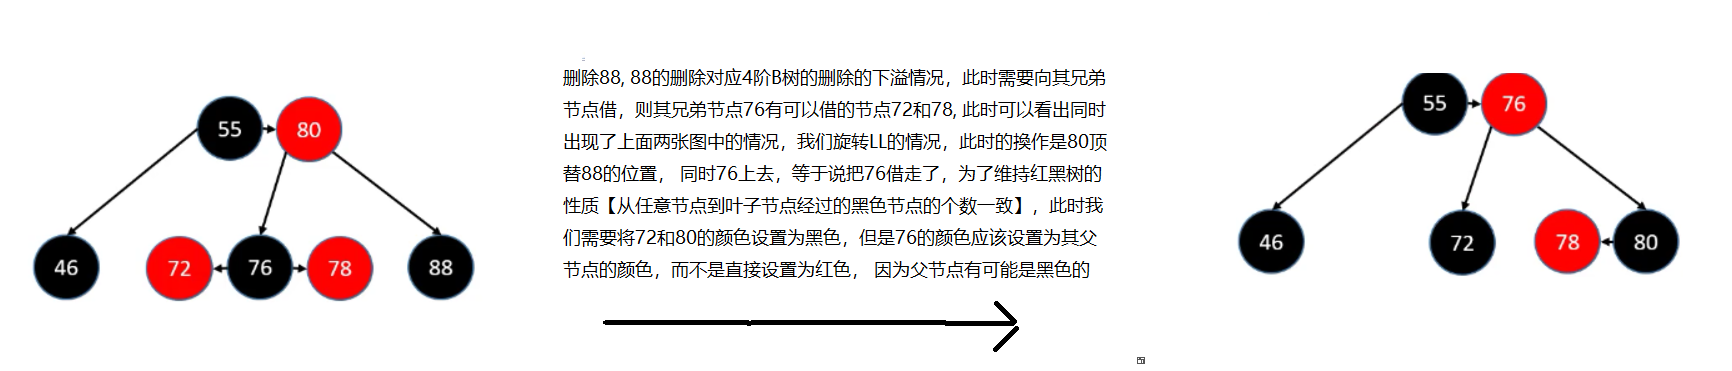 55
80
46
72
76
78
88
删除88, 88的删除对应4阶B树的删除的下溢情况，此时需要向其兄弟
节点借，则其兄弟节点76有可以借的节点72和78, 此时可以看出同时
出现了上面两张图中的情况，我们旋转LL的情况，此时的操作是80顶
替88的位置， 同时76上去，等于说把76借走了，为了维持红黑树的
性质【从任意节点到叶子节点经过的黑色节点的个数一致】，此时我
们需要将72和80的颜色设置为黑色，但是76的颜色应该设置为其父
节点的颜色，而不是直接设置为红色， 因为父节点有可能是黑色的
55
76
46
72
78
80